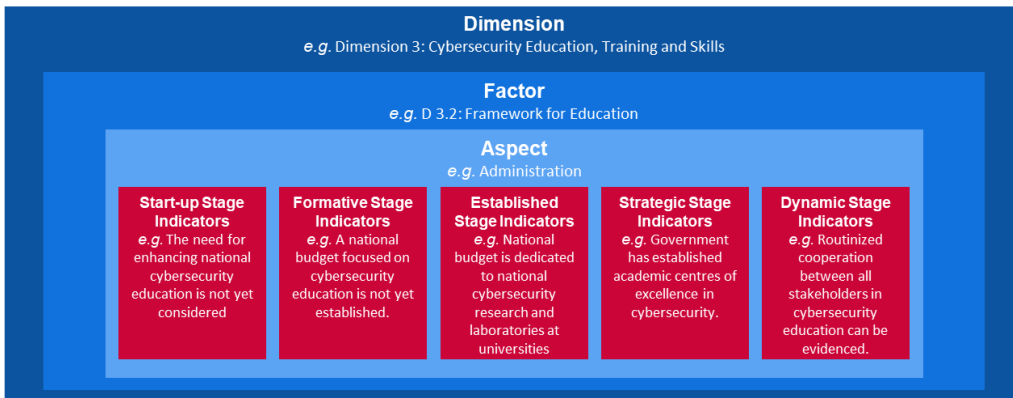 Dimension
e.g. Dimension 3: Cybersecurity Education, Training and Skills
Factor
e.g. D 3.2: Framework for Education
Aspect
e.g. Administration
Start-up Stage
Indicators
e.g. The need for
enhancing national
cybersecurity
education is not yet
considered
Formative Stage
Indicators
e.g. A national
budget focused on
cybersecurity
education is not yet
established.
Established
Stage Indicators
e.g. National
budget is dedicated
to national
cybersecurity
research and
laboratories at
universities
Strategic Stage
Indicators
e.g. Government
has established
academic centres of
excellence in
cybersecurity.
Dynamic Stage
Indicators
e.g. Routinized
cooperation
between all
stakeholders in
cybersecurity
education can be
evidenced.